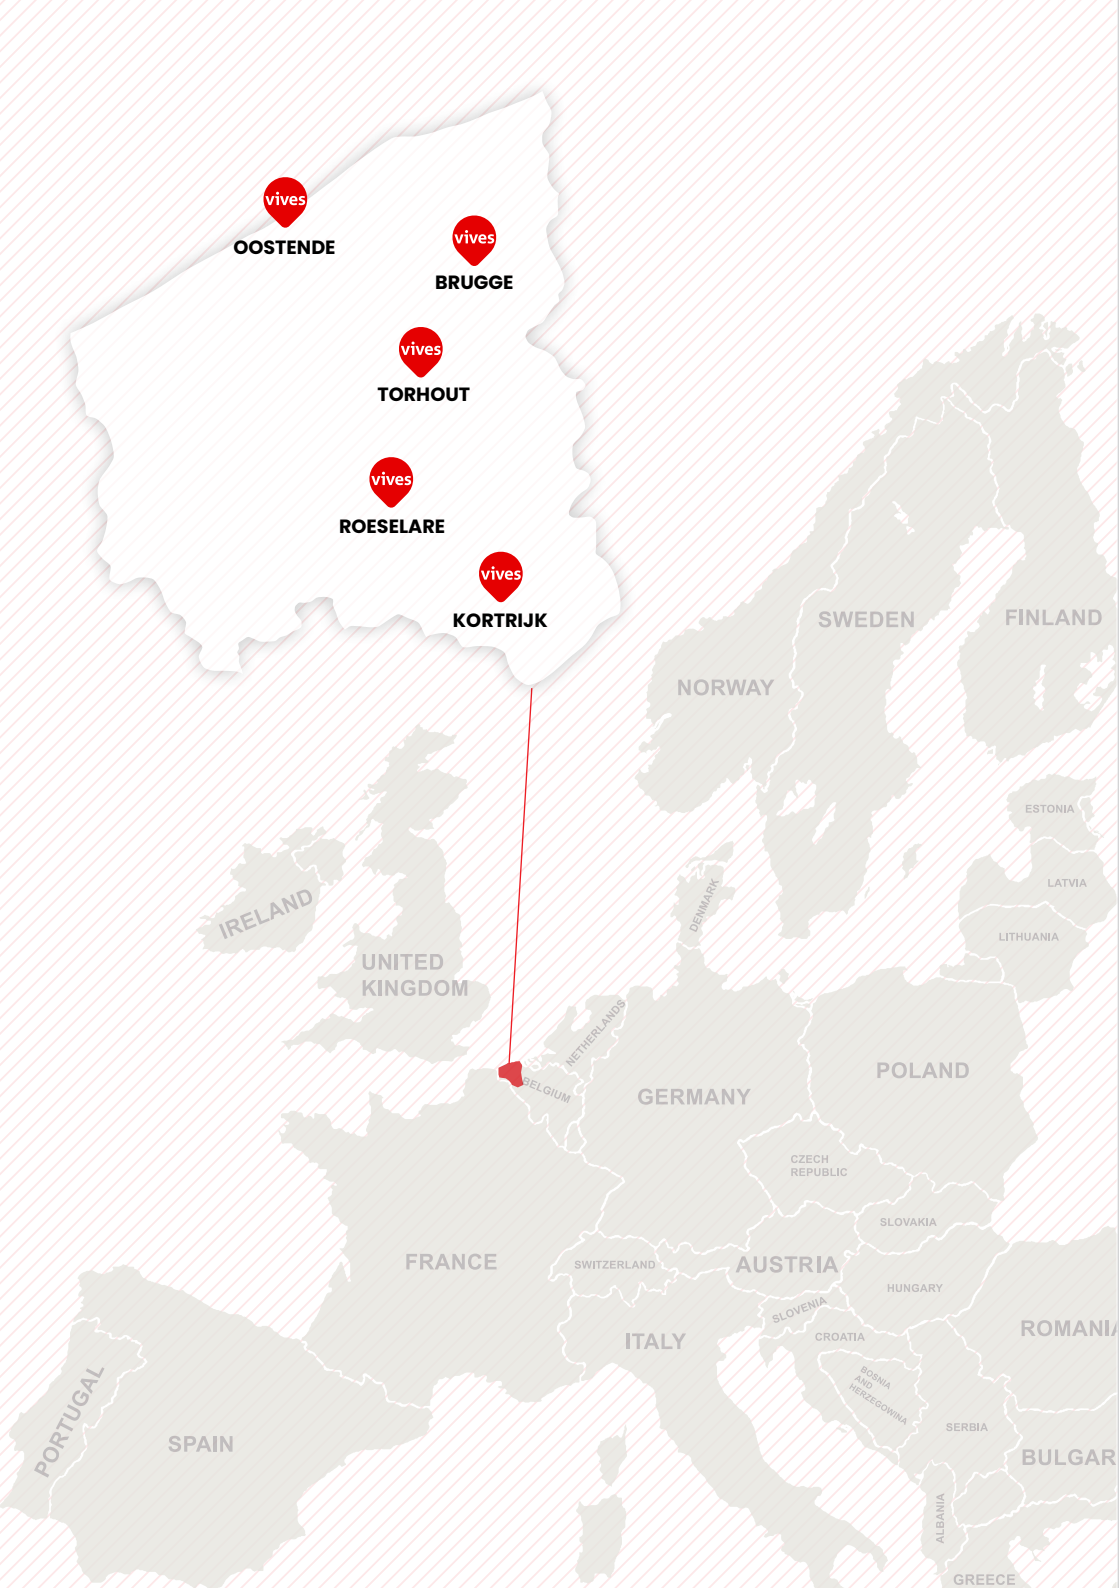 vives
OOSTENDE
vives
BRUGGE
vives
TORHOUT
vives
ROESELARE
vives
KORTRIJK
SWEDEN
FINLAND
NORWAY
ESTONIA
LATVIA
LITHUANIA
DENMARK
IRELAND
UNITED
KINGDOM
NETHERLANDS
BELGIUM
GERMANY
POLAND
CZECH
REPUBLIC
SLOVAKIA
FRANCE
SWITZERLAND
AUSTRIA
HUNGARY
SLOVENIA
CROATIA
ITALY
ROMANIA
BOSNIA
AND
HERZEGOWINA
PORTUGAL
SPAIN
SERBIA
BULGAR
ALBANIA
GREECE